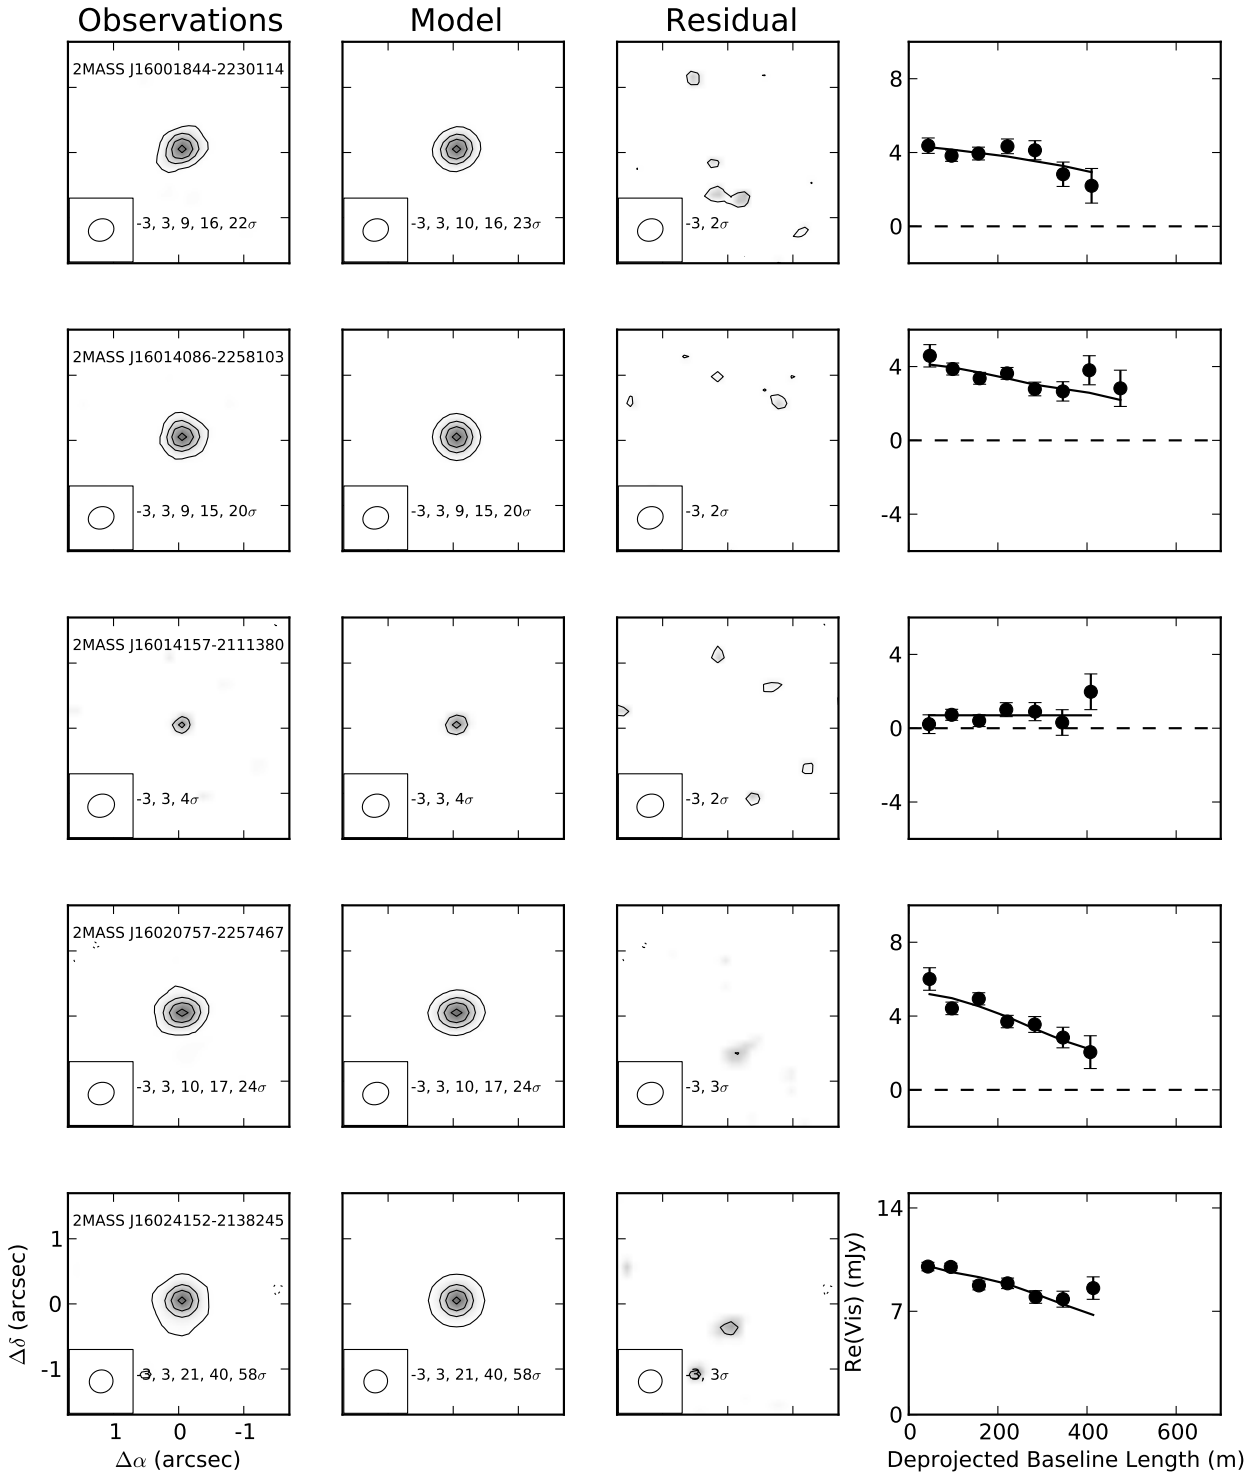 Observations Model Residual
2MASS J16001844-2230114
-3, 3, 9, 16, 22σ
-3, 3, 10, 16, 23σ
-3, 2σ
8
4
0
2MASS J16014086-2258103
-3, 3, 9, 15, 20σ
-3, 3, 9, 15, 20σ
-3, 2σ
4
0
-4
2MASS J16014157-2111380
-3, 3, 4σ
-3, 3, 4σ
-3, 2σ
4
0
-4
2MASS J16020757-2257467
-3, 3, 10, 17, 24σ
-3, 3, 10, 17, 24σ
-3, 3σ
8
4
0
2MASS J16024152-2138245
-3, 3, 21, 40, 58σ
-3, 3, 21, 40, 58σ
-3, 3σ
1
0
-1
Δδ (arcsec)
1 0 -1
Δα (arcsec)
14
7
0
Re(Vis) (mJy)
0 200 400 600
Deprojected Baseline Length (m)